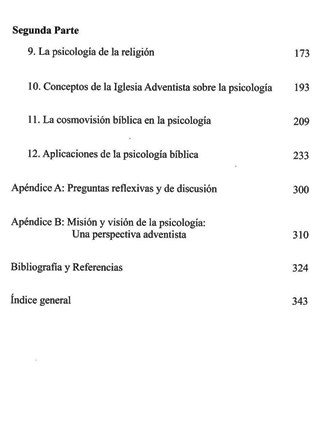 Segunda Parte
9. La psicología de la religión 173
10. Conceptos de la Iglesia Adventista sobre la psicología 193
11. La cosmovisión bíblica en la psicología 209
12. Aplicaciones de la psicología bíblica 233
Apéndice A: Preguntas reflexivas y de discusión 300
Apéndice B: Misión y visión de la psicología:
Una perspectiva adventista 310
Bibliografía y Referencias 324
Índice general 343